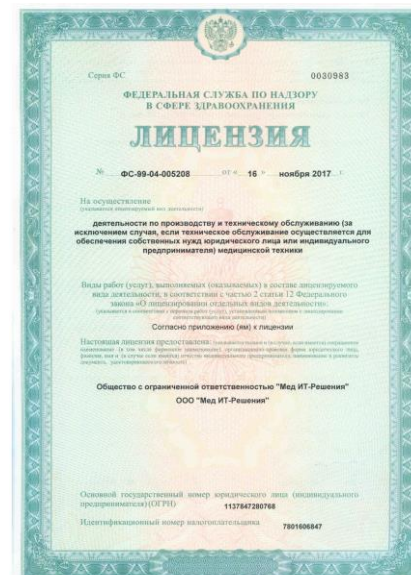 Серия ФС 0030983
ФЕДЕРАЛЬНАЯ СЛУЖБА ПО НАДЗОРУ
В СФЕРЕ ЗДРАВООХРАНЕНИЯ
ЛИЦЕНЗИЯ
№ ФС-99-04-005208 от « 16 » ноября 2017 г.
На осуществление
(указывается лицензируемый вид деятельности)
деятельности по производству и техническому обслуживанию (за
исключением случая, если техническое обслуживание осуществляется для
обеспечения собственных нужд юридического лица или индивидуального
предпринимателя) медицинской техники
Виды работ (услуг), выполняемых (оказываемых) в составе лицензируемого
вида деятельности, в соответствии с частью 2 статьи 12 Федерального
закона «О лицензировании отдельных видов деятельности»:
Согласно приложению (ям) к лицензии
Настоящая лицензия предоставлена:
Общество с ограниченной ответственностью "Мед ИТ-Решения"
ООО "Мед ИТ-Решения"
Основной государственный номер юридического лица (индивидуального
предпринимателя) (ОГРН) 1137847280768
Идентификационный номер налогоплательщика 7801606847